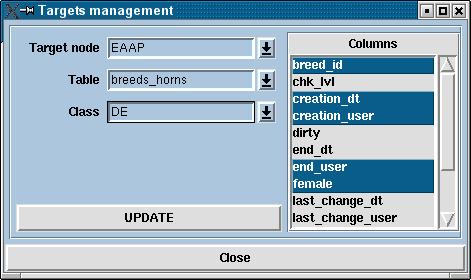 Targets management
Target node EAAP
Table breeds_horns
Class DE
UPDATE
Columns
breed_id
chk_lvl
creation_dt
creation_user
dirty
end_dt
end_user
female
last_change_dt
last_change_user
Close